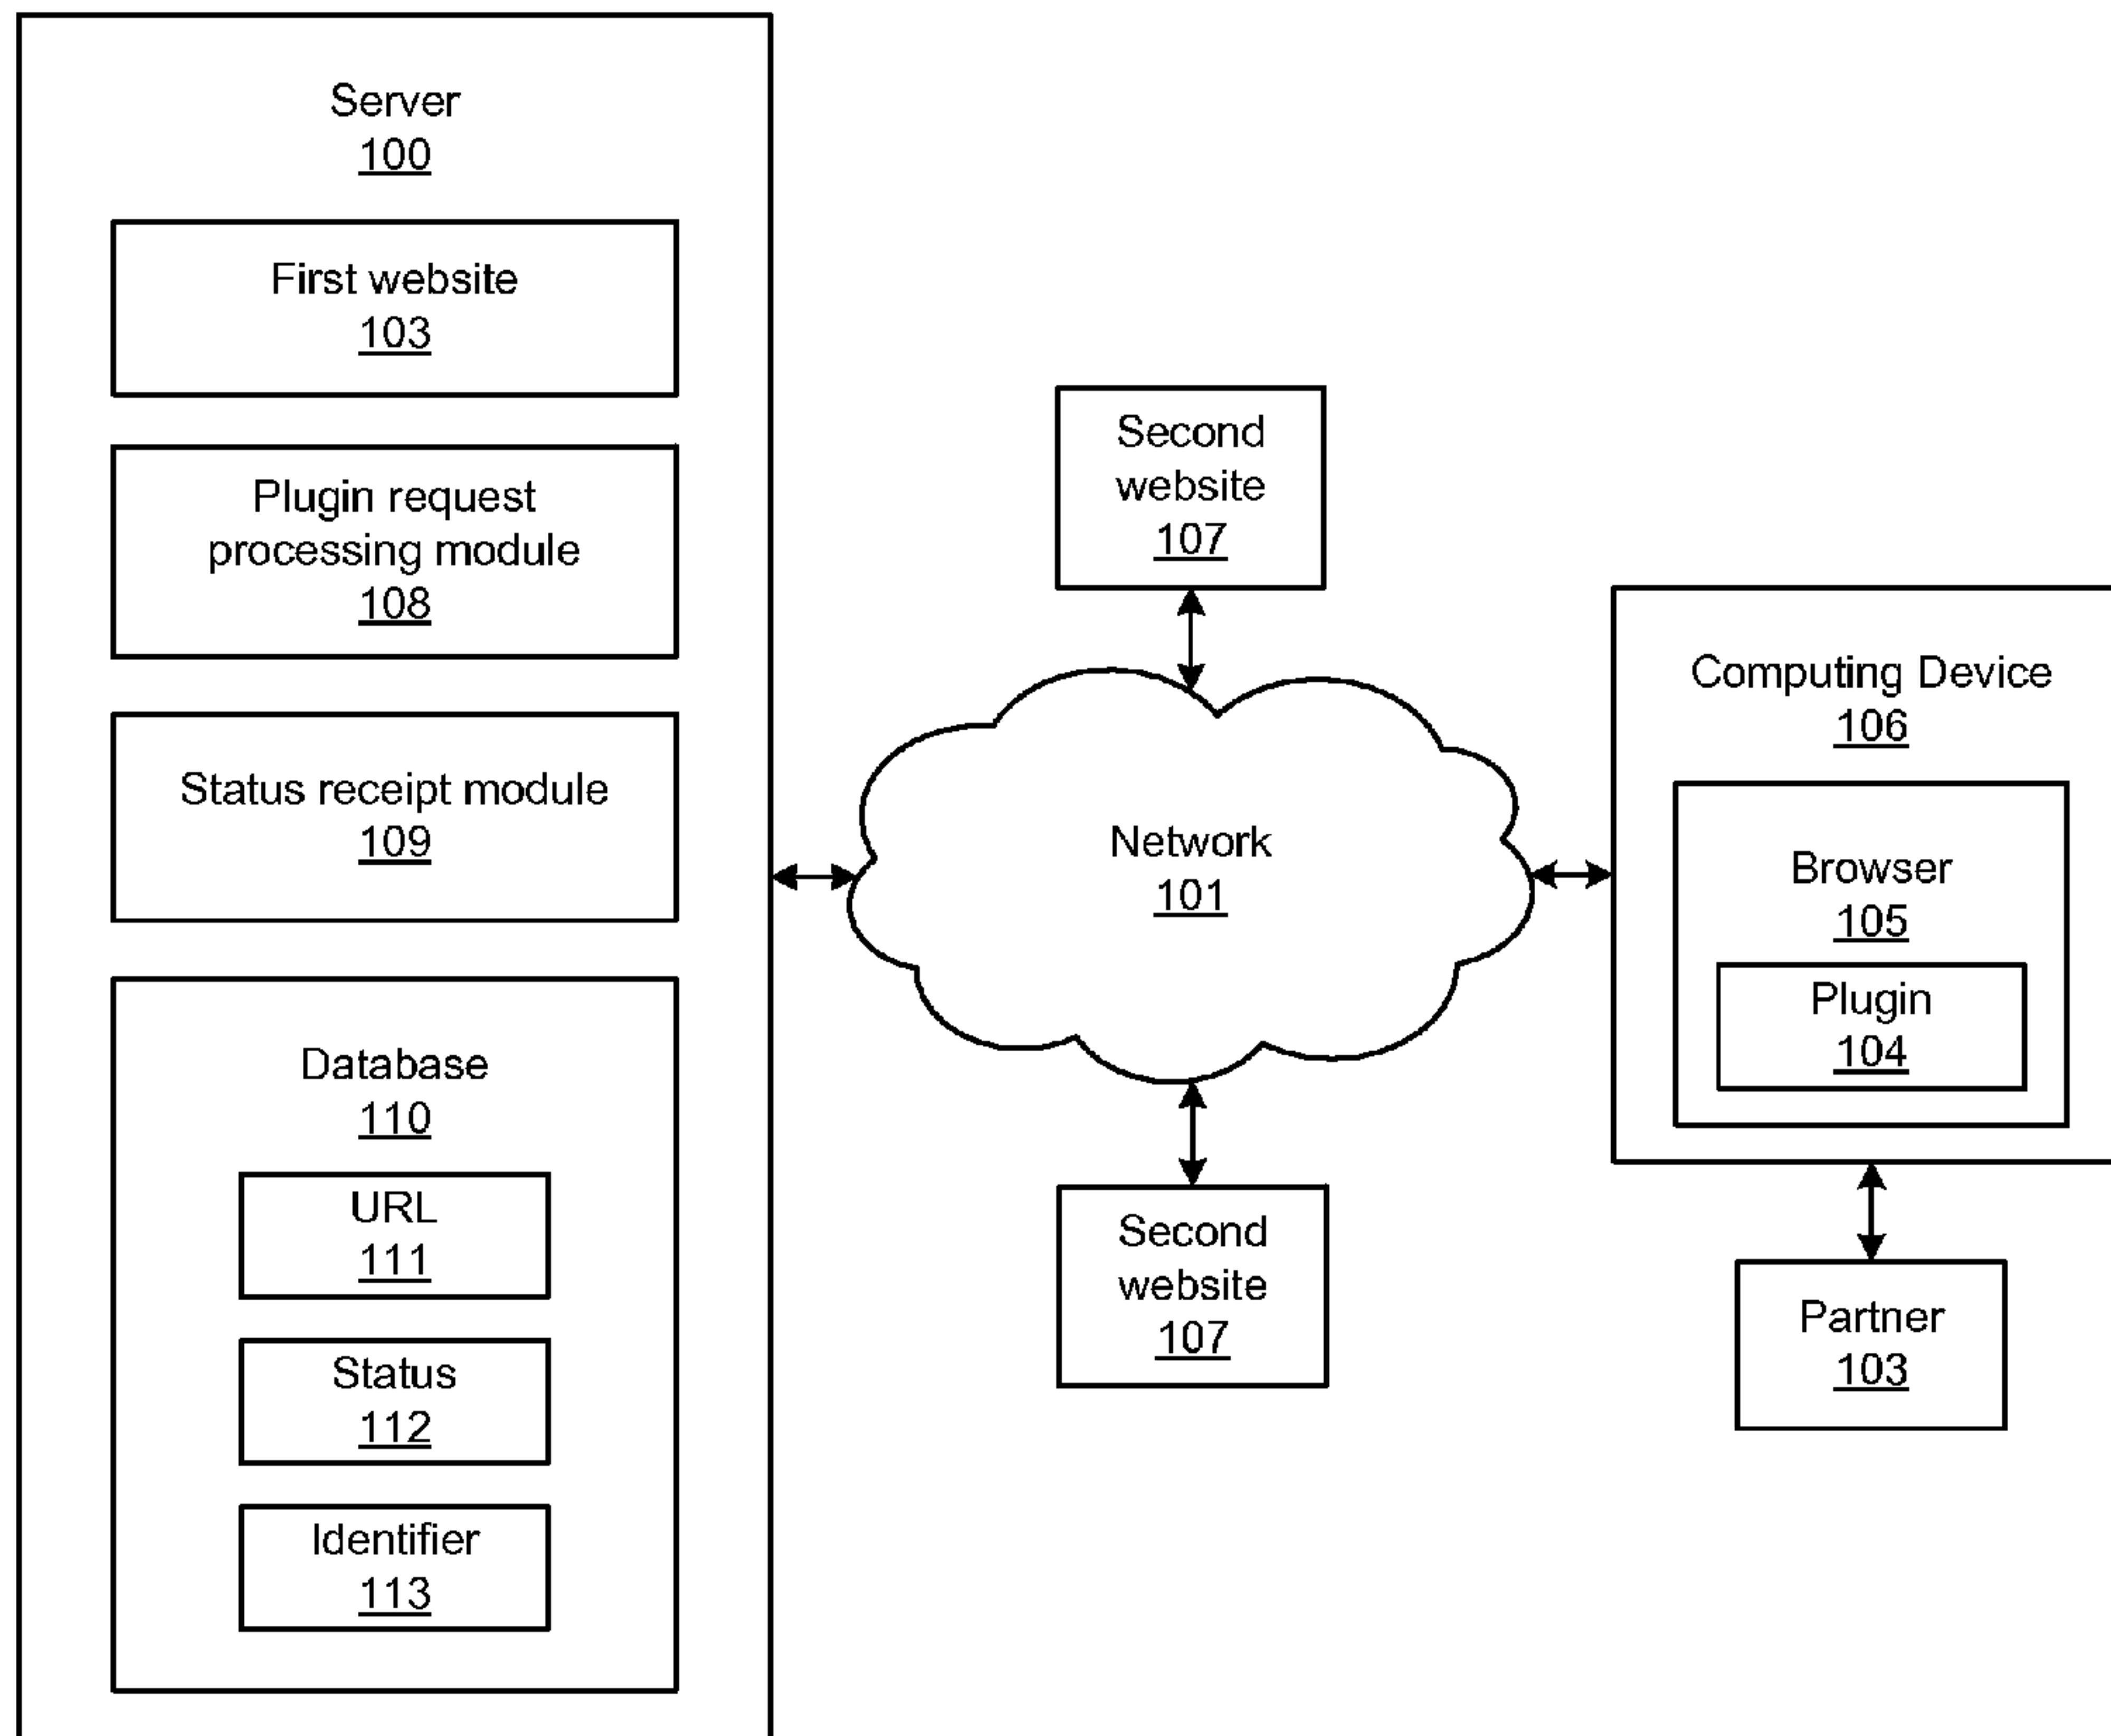 Server
100
First website
103
Plugin request
processing module
108
Status receipt module
109
Database
110
URL
111
Status
112
Identifier
113
Second
website
107
Network
101
Second
website
107
Computing Device
106
Browser
105
Plugin
104
Partner
103